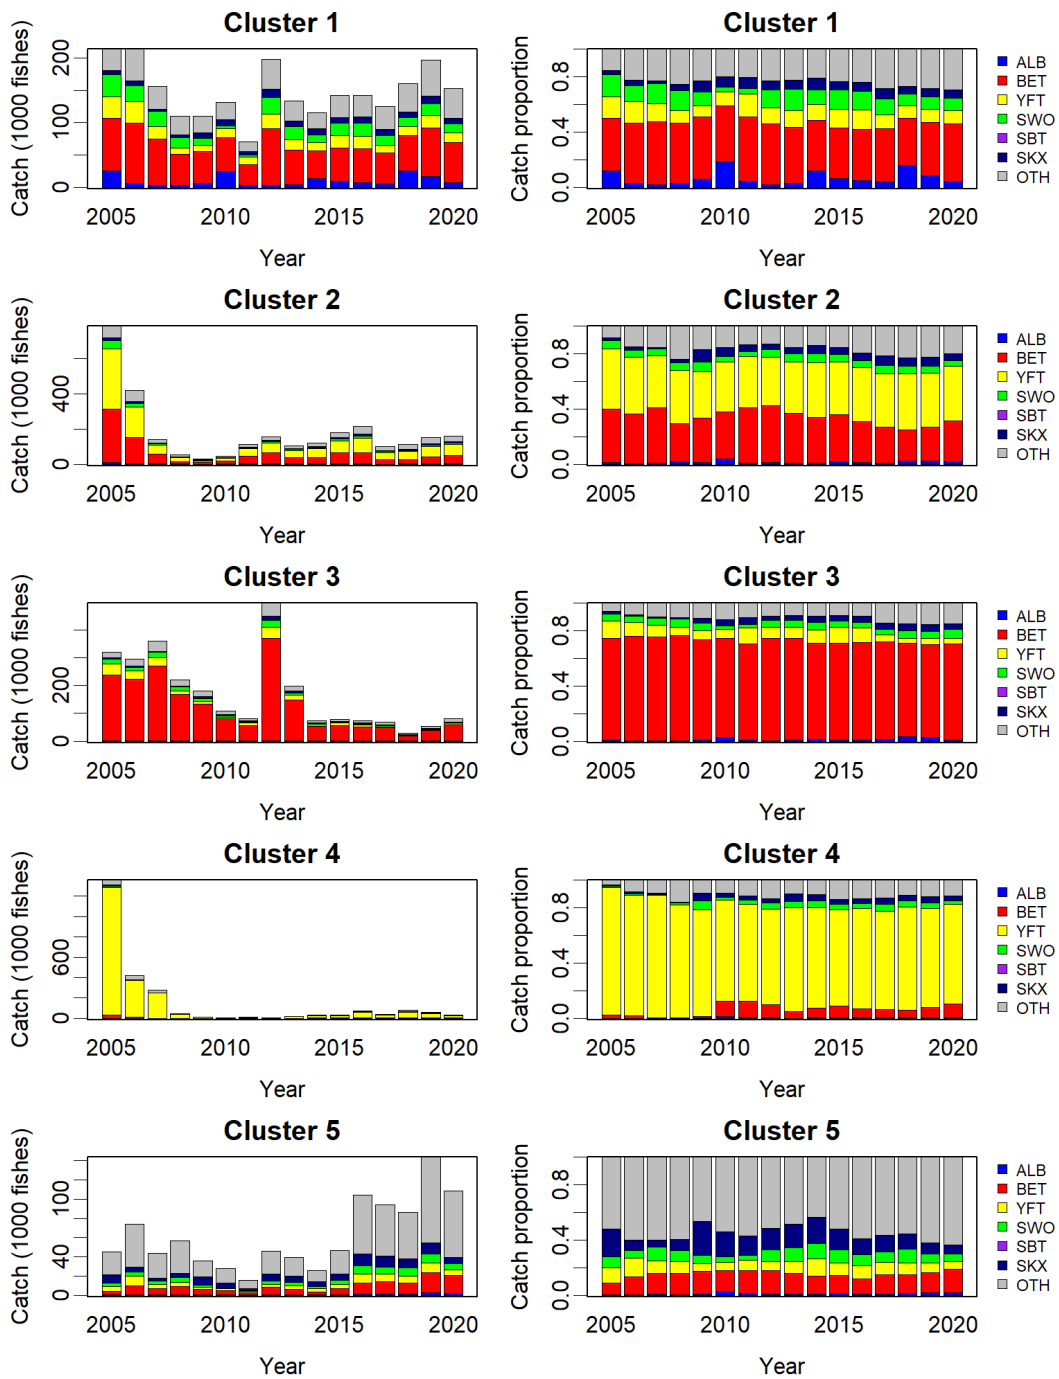 Cluster 1
Catch (1000 fishes)
0 100 200
2005 2010 2015 2020
Year
Cluster 1
Catch proportion
0.0 0.4 0.8
2005 2010 2015 2020
Year
ALB
BET
YFT
SWO
SBT
SKX
OTH
Cluster 2
Catch (1000 fishes)
0 400
2005 2010 2015 2020
Year
Cluster 2
Catch proportion
0.0 0.4 0.8
2005 2010 2015 2020
Year
ALB
BET
YFT
SWO
SBT
SKX
OTH
Cluster 3
Catch (1000 fishes)
0 200
2005 2010 2015 2020
Year
Cluster 3
Catch proportion
0.0 0.4 0.8
2005 2010 2015 2020
Year
ALB
BET
YFT
SWO
SBT
SKX
OTH
Cluster 4
Catch (1000 fishes)
0 600
2005 2010 2015 2020
Year
Cluster 4
Catch proportion
0.0 0.4 0.8
2005 2010 2015 2020
Year
ALB
BET
YFT
SWO
SBT
SKX
OTH
Cluster 5
Catch (1000 fishes)
0 40 100
2005 2010 2015 2020
Year
Cluster 5
Catch proportion
0.0 0.4 0.8
2005 2010 2015 2020
Year
ALB
BET
YFT
SWO
SBT
SKX
OTH